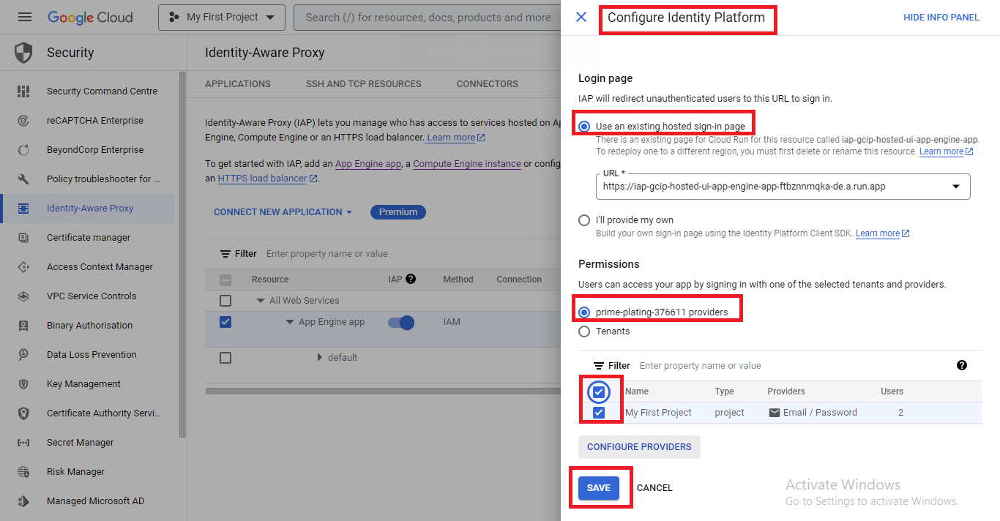 Google Cloud
My First Project
Search (/) for resources, docs, products and more
Configure Identity Platform
HIDE INFO PANEL
Security
Security Command Centre
reCAPTCHA Enterprise
BeyondCorp Enterprise
Policy troubleshooter for ...
Identity-Aware Proxy
Certificate manager
Access Context Manager
VPC Service Controls
Binary Authorisation
Data Loss Prevention
Key Management
Certificate Authority Servi...
Secret Manager
Risk Manager
Managed Microsoft AD
Identity-Aware Proxy
APPLICATIONS SSH AND TCP RESOURCES CONNECTORS
Identity-Aware Proxy (IAP) lets you manage who has access to services hosted on Ap
Engine, Compute Engine or an HTTPS load balancer. Learn more
To get started with IAP, add an App Engine app, a Compute Engine instance or config
an HTTPS load balancer.
CONNECT NEW APPLICATION Premium
Filter Enter property name or value
Resource IAP Method Connection
All Web Services
App Engine app IAM
default
Login page
IAP will redirect unauthenticated users to this URL to sign in.
Use an existing hosted sign-in page
There is an existing page for Cloud Run for this resource called iap-gcip-hosted-ui-app-engine-app.
To redeploy one to a different region, you must first delete or rename this resource. Learn more
URL *
https://iap-gcip-hosted-ui-app-engine-app-ftbznnmqka-de.a.run.app
I'll provide my own
Build your own sign-in page using the Identity Platform Client SDK. Learn more
Permissions
Users can access your app by signing in with one of the selected tenants and providers.
prime-plating-376611 providers
Tenants
Filter Enter property name or value
Name Type Providers Users
My First Project project Email / Password 2
CONFIGURE PROVIDERS
SAVE CANCEL
Activate Windows
Go to Settings to activate Windows.